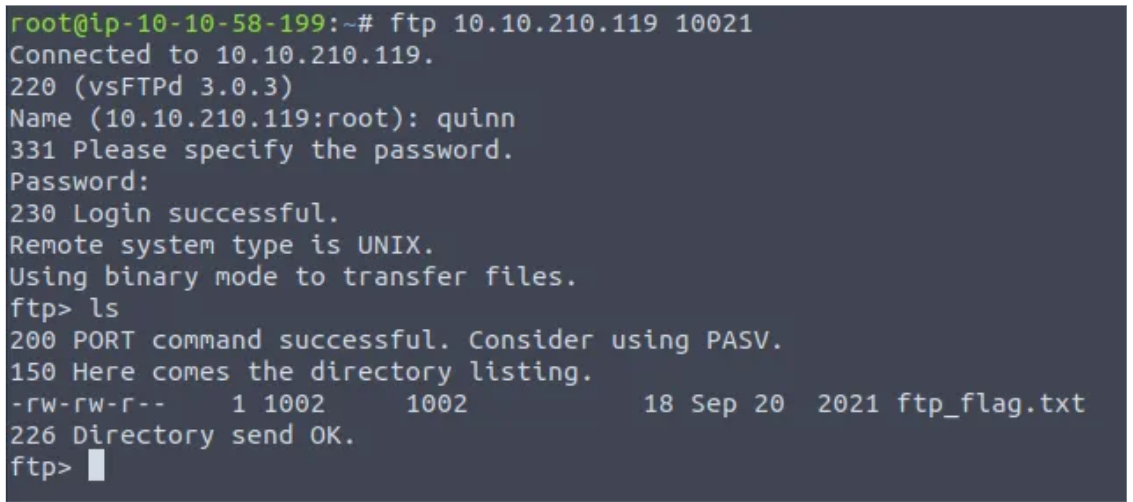 root@ip-10-10-58-199:~# ftp 10.10.210.119 10021
Connected to 10.10.210.119.
220 (vsFTPd 3.0.3)
Name (10.10.210.119:root): quinn
331 Please specify the password.
Password:
230 Login successful.
Remote system type is UNIX.
Using binary mode to transfer files.
ftp> ls
200 PORT command successful. Consider using PASV.
150 Here comes the directory listing.
-rw-rw-r--    1 1002     1002           18 Sep 20  2021 ftp_flag.txt
226 Directory send OK.
ftp>